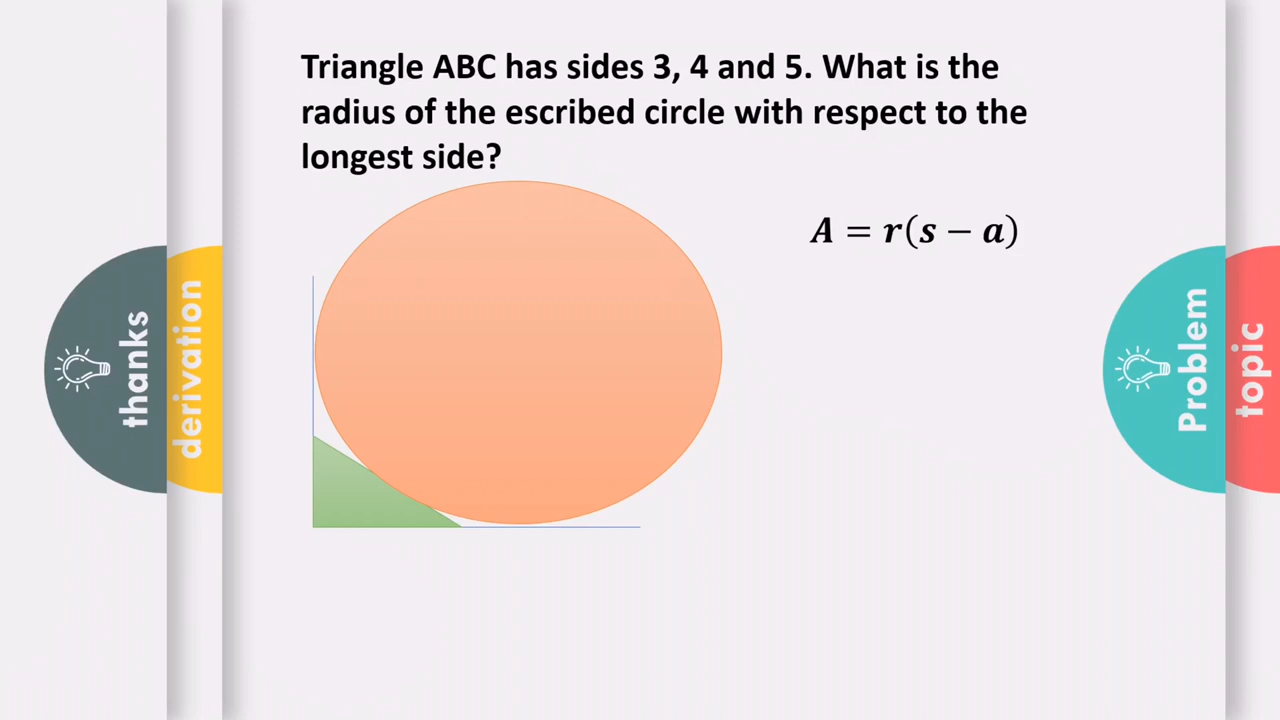 Triangle ABC has sides 3, 4 and 5. What is the
radius of the escribed circle with respect to the
longest side?
A = r(s − a)
thanks
derivation
Problem
topic